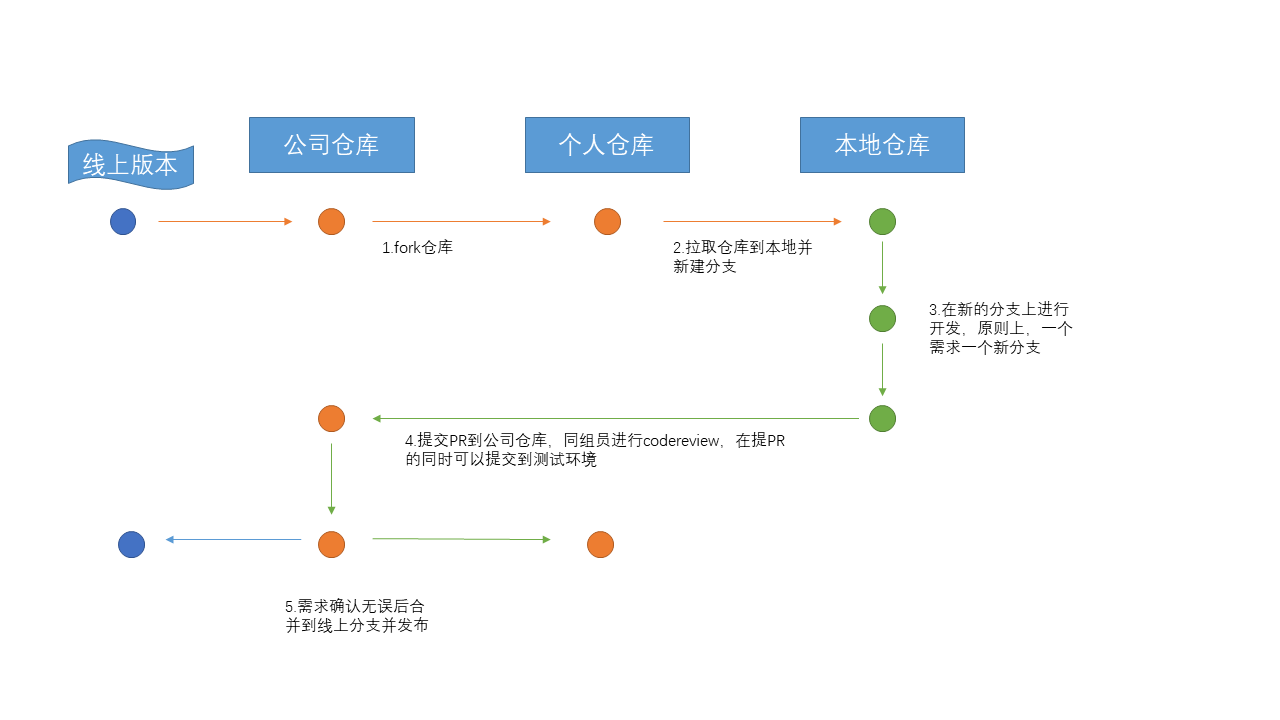 线上版本
公司仓库
个人仓库
本地仓库
1.fork仓库
2.拉取仓库到本地并
新建分支
3.在新的分支上进行
开发，原则上，一个
需求一个新分支
4.提交PR到公司仓库，同组员进行codereview，在提PR
的同时可以提交到测试环境
5.需求确认无误后合
并到线上分支并发布